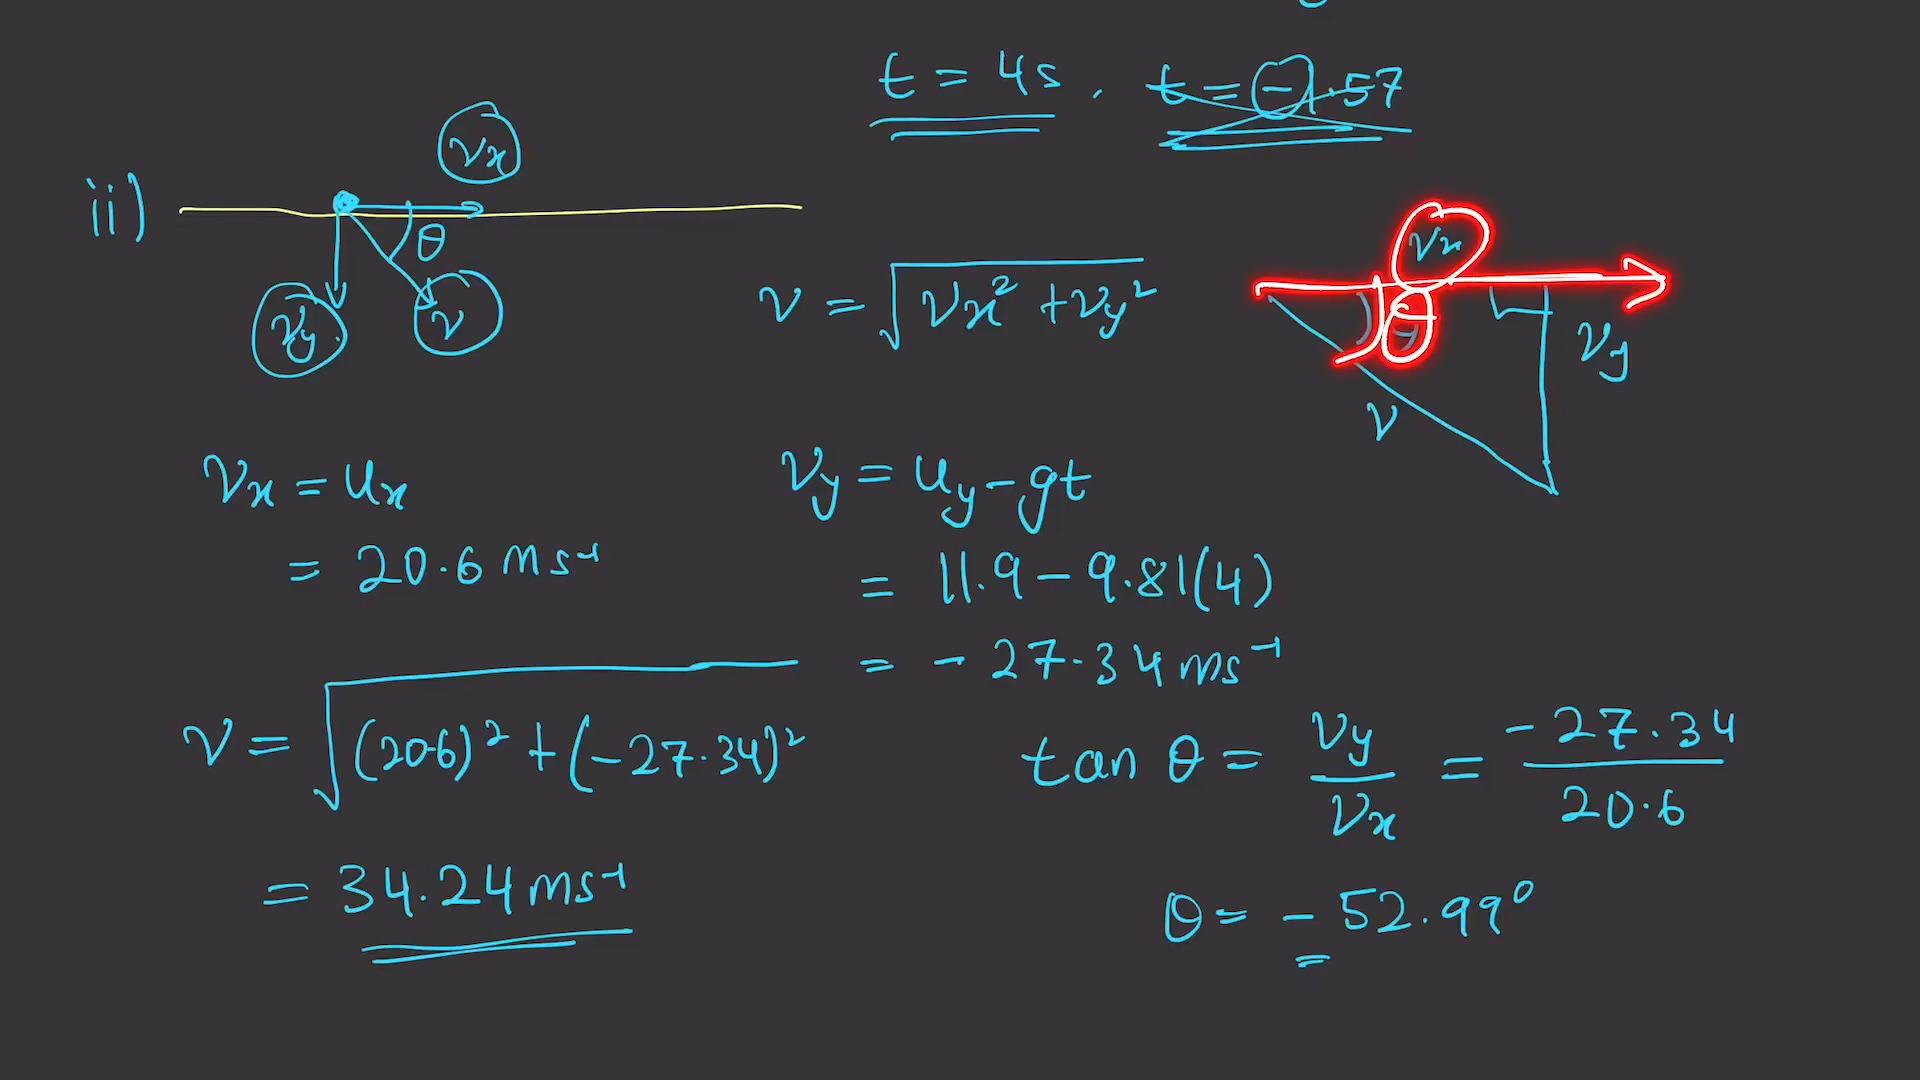 t = 4s , t = -1.57
ii)
vx
θ
vy
v
v = √vx² + vy²
vx
θ
vy
v
vx = ux
= 20.6 ms⁻¹
vy = uy - gt
= 11.9 - 9.81(4)
= - 27.34 ms⁻¹
v = √(20.6)² + (-27.34)²
= 34.24 ms⁻¹
tan θ = vy/vx = -27.34/20.6
θ = - 52.99°